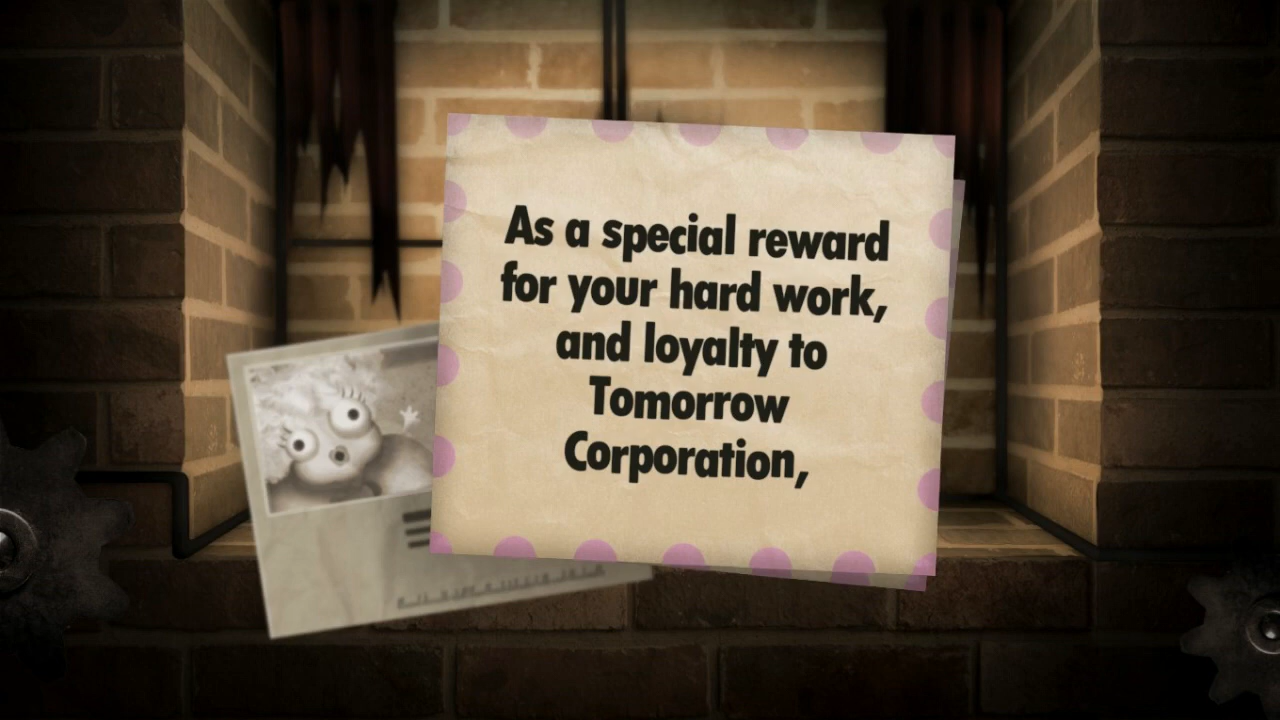 As a special reward
for your hard work,
and loyalty to
Tomorrow
Corporation,